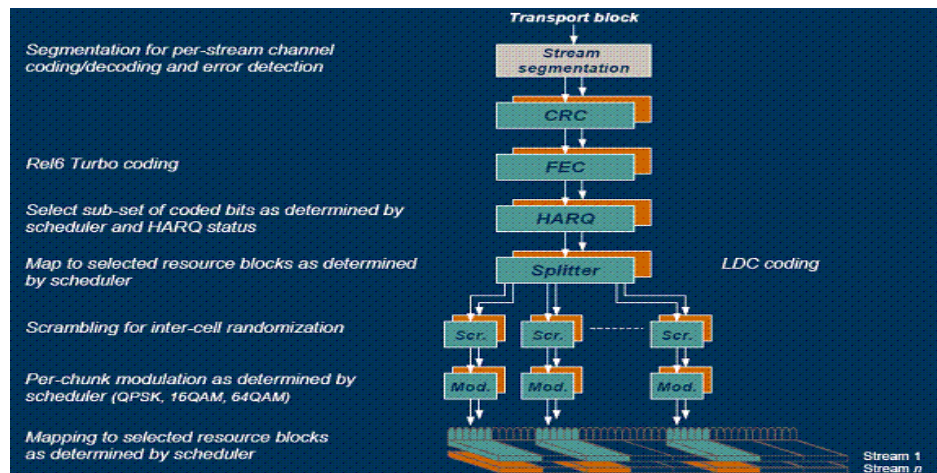 Transport block
Segmentation for per-stream channel
coding/decoding and error detection
Stream
segmentation
CRC
Rel6 Turbo coding
FEC
Select sub-set of coded bits as determined by
scheduler and HARQ status
HARQ
Map to selected resource blocks as determined
by scheduler
Splitter
LDC coding
Scrambling for inter-cell randomization
Scr.
Scr.
Scr.
Per-chunk modulation as determined by
scheduler (QPSK, 16QAM, 64QAM)
Mod.
Mod.
Mod.
Mapping to selected resource blocks
as determined by scheduler
Stream 1
Stream n